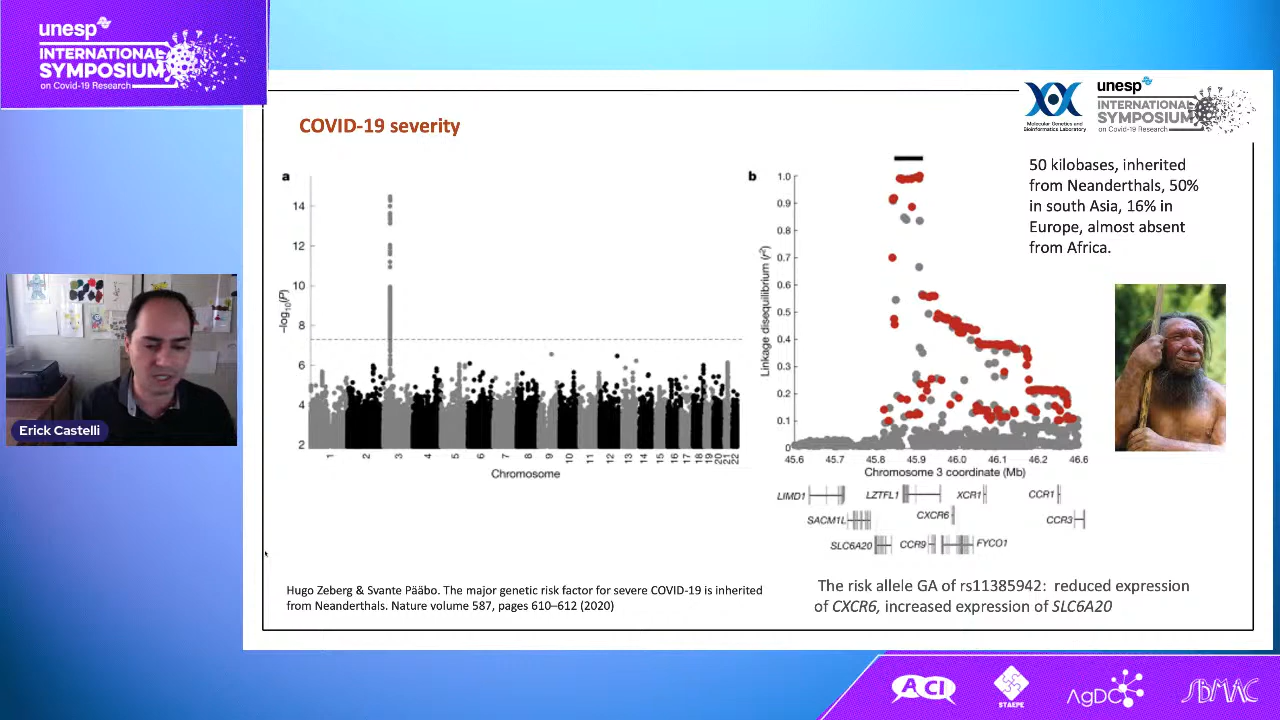 unesp
INTERNATIONAL
SYMPOSIUM
on Covid-19 Research
Molecular Genetics and
Bioinformatics Laboratory
unesp
INTERNATIONAL
SYMPOSIUM
on Covid-19 Research
COVID-19 severity
a
14
12
10
8
6
4
2
–log10(P)
1 2 3 4 5 6 7 8 9 10 11 12 13 14 15 16 17 18 19 20 21 22
Chromosome
b
1.0
0.9
0.8
0.7
0.6
0.5
0.4
0.3
0.2
0.1
0
Linkage disequilibrium (r²)
45.6 45.7 45.8 45.9 46.0 46.1 46.2 46.6
Chromosome 3 coordinate (Mb)
LIMD1 LZTFL1 XCR1 CCR1
SACM1L CXCR6 CCR3
SLC6A20 CCR9 FYCO1
50 kilobases, inherited
from Neanderthals, 50%
in south Asia, 16% in
Europe, almost absent
from Africa.
Erick Castelli
Hugo Zeberg & Svante Pääbo. The major genetic risk factor for severe COVID-19 is inherited
from Neanderthals. Nature volume 587, pages 610–612 (2020)
The risk allele GA of rs11385942: reduced expression
of CXCR6, increased expression of SLC6A20
ACI
STAEPE
AgDC
SBMAC